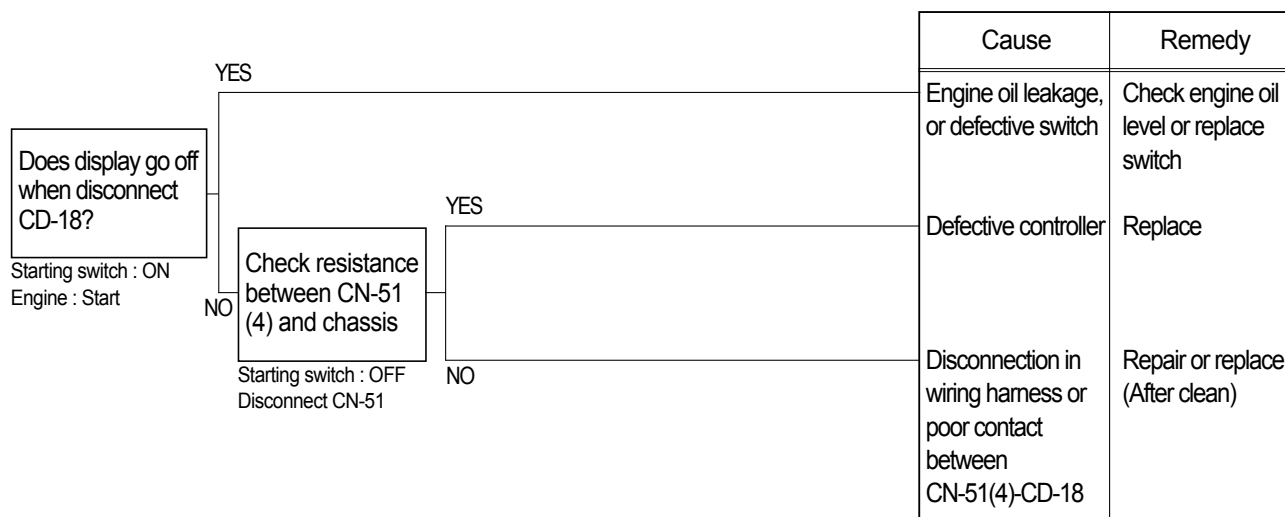 Cause
Remedy
YES
Engine oil leakage,
or defective switch
Check engine oil
level or replace
switch
Does display go off
when disconnect
CD-18?
Starting switch : ON
Engine : Start
YES
Defective controller
Replace
NO
Check resistance
between CN-51
(4) and chassis
Starting switch : OFF
Disconnect CN-51
NO
Disconnection in
wiring harness or
poor contact
between
CN-51(4)-CD-18
Repair or replace
(After clean)